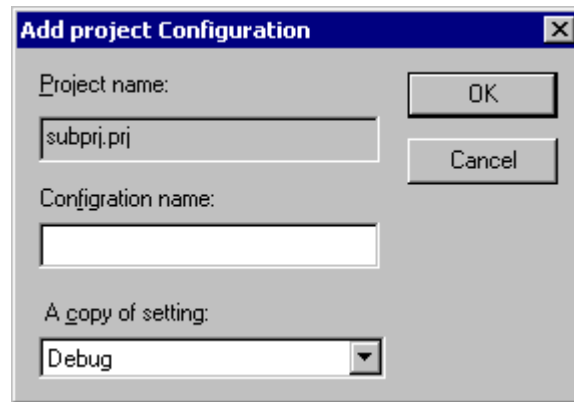 Add project Configuration
Project name:
OK
subprj.prj
Cancel
Configration name:
A copy of setting:
Debug